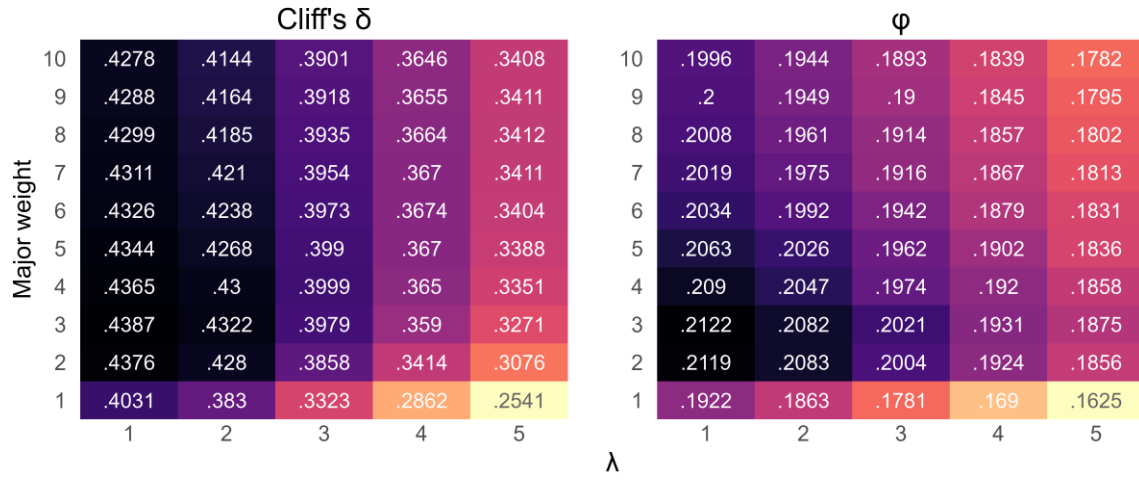 Cliff's δ
φ
Major weight
10 .4278 .4144 .3901 .3646 .3408 10 .1996 .1944 .1893 .1839 .1782
9 .4288 .4164 .3918 .3655 .3411 9 .2 .1949 .19 .1845 .1795
8 .4299 .4185 .3935 .3664 .3412 8 .2008 .1961 .1914 .1857 .1802
7 .4311 .421 .3954 .367 .3411 7 .2019 .1975 .1916 .1867 .1813
6 .4326 .4238 .3973 .3674 .3404 6 .2034 .1992 .1942 .1879 .1831
5 .4344 .4268 .399 .367 .3388 5 .2063 .2026 .1962 .1902 .1836
4 .4365 .43 .3999 .365 .3351 4 .209 .2047 .1974 .192 .1858
3 .4387 .4322 .3979 .359 .3271 3 .2122 .2082 .2021 .1931 .1875
2 .4376 .428 .3858 .3414 .3076 2 .2119 .2083 .2004 .1924 .1856
1 .4031 .383 .3323 .2862 .2541 1 .1922 .1863 .1781 .169 .1625
1 2 3 4 5 1 2 3 4 5
λ